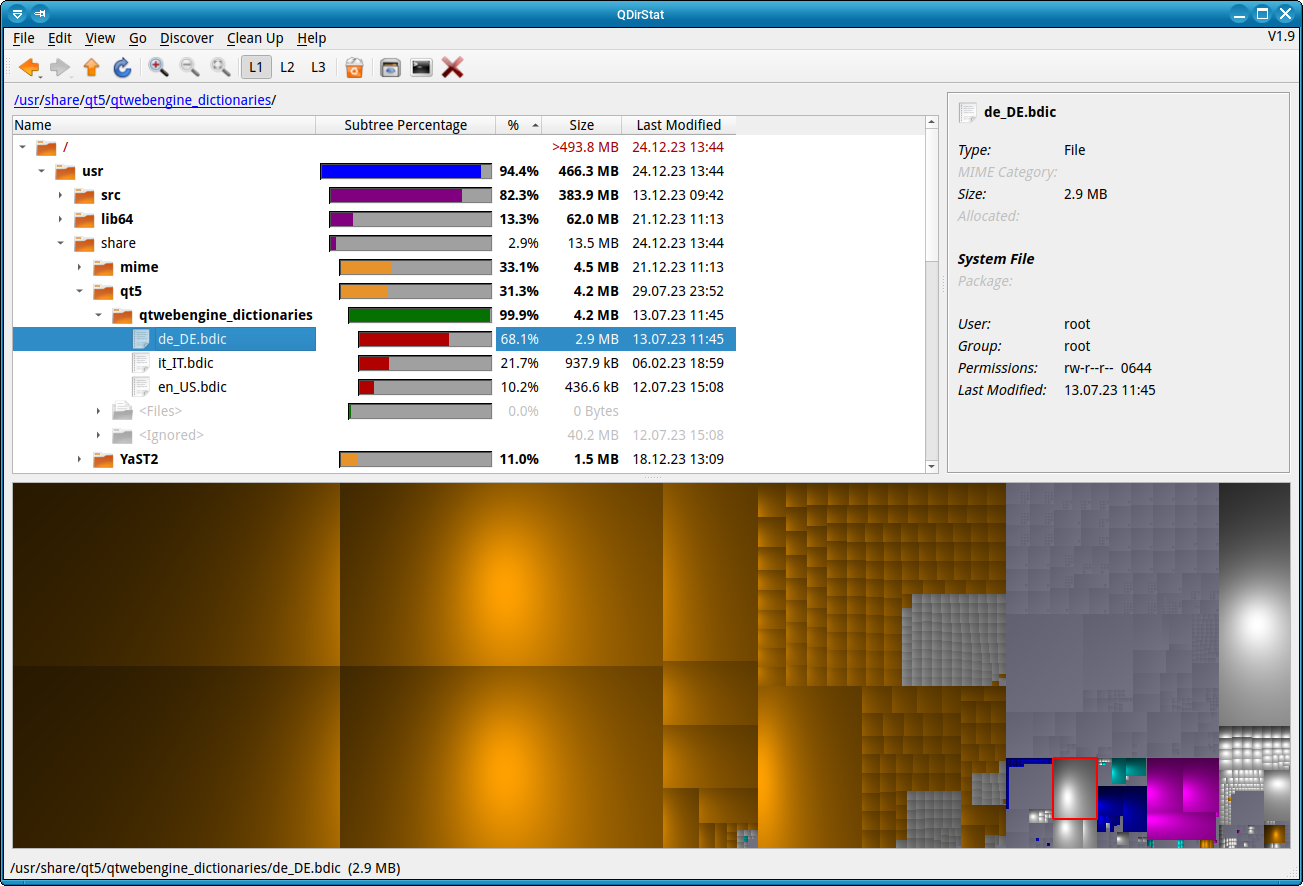 QDirStat
File Edit View Go Discover Clean Up Help V1.9
L1 L2 L3
/usr/share/qt5/qtwebengine_dictionaries/
Name Subtree Percentage % Size Last Modified
/ >493.8 MB 24.12.23 13:44
usr 94.4% 466.3 MB 24.12.23 13:44
src 82.3% 383.9 MB 13.12.23 09:42
lib64 13.3% 62.0 MB 21.12.23 11:13
share 2.9% 13.5 MB 24.12.23 13:44
mime 33.1% 4.5 MB 21.12.23 11:13
qt5 31.3% 4.2 MB 29.07.23 23:52
qtwebengine_dictionaries 99.9% 4.2 MB 13.07.23 11:45
de_DE.bdic 68.1% 2.9 MB 13.07.23 11:45
it_IT.bdic 21.7% 937.9 kB 06.02.23 18:59
en_US.bdic 10.2% 436.6 kB 12.07.23 15:08
<Files> 0.0% 0 Bytes
<Ignored> 40.2 MB 12.07.23 15:08
YaST2 11.0% 1.5 MB 18.12.23 13:09
de_DE.bdic
Type: File
MIME Category:
Size: 2.9 MB
Allocated:
System File
Package:
User: root
Group: root
Permissions: rw-r--r-- 0644
Last Modified: 13.07.23 11:45
/usr/share/qt5/qtwebengine_dictionaries/de_DE.bdic (2.9 MB)